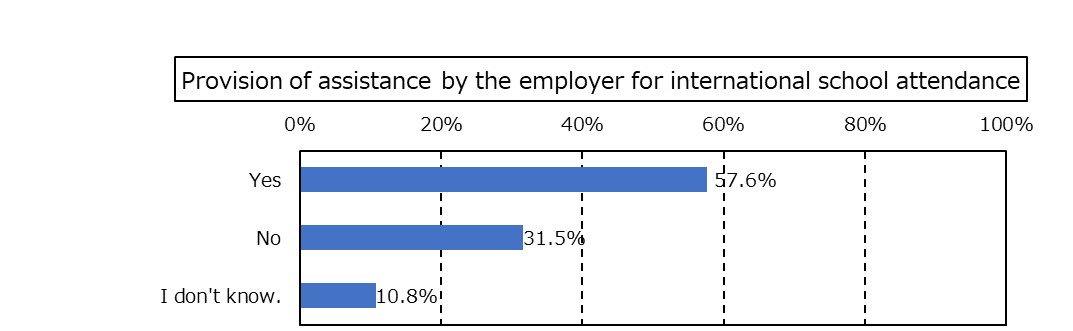 Provision of assistance by the employer for international school attendance
0% 20% 40% 60% 80% 100%
Yes 57.6%
No 31.5%
I don't know. 10.8%